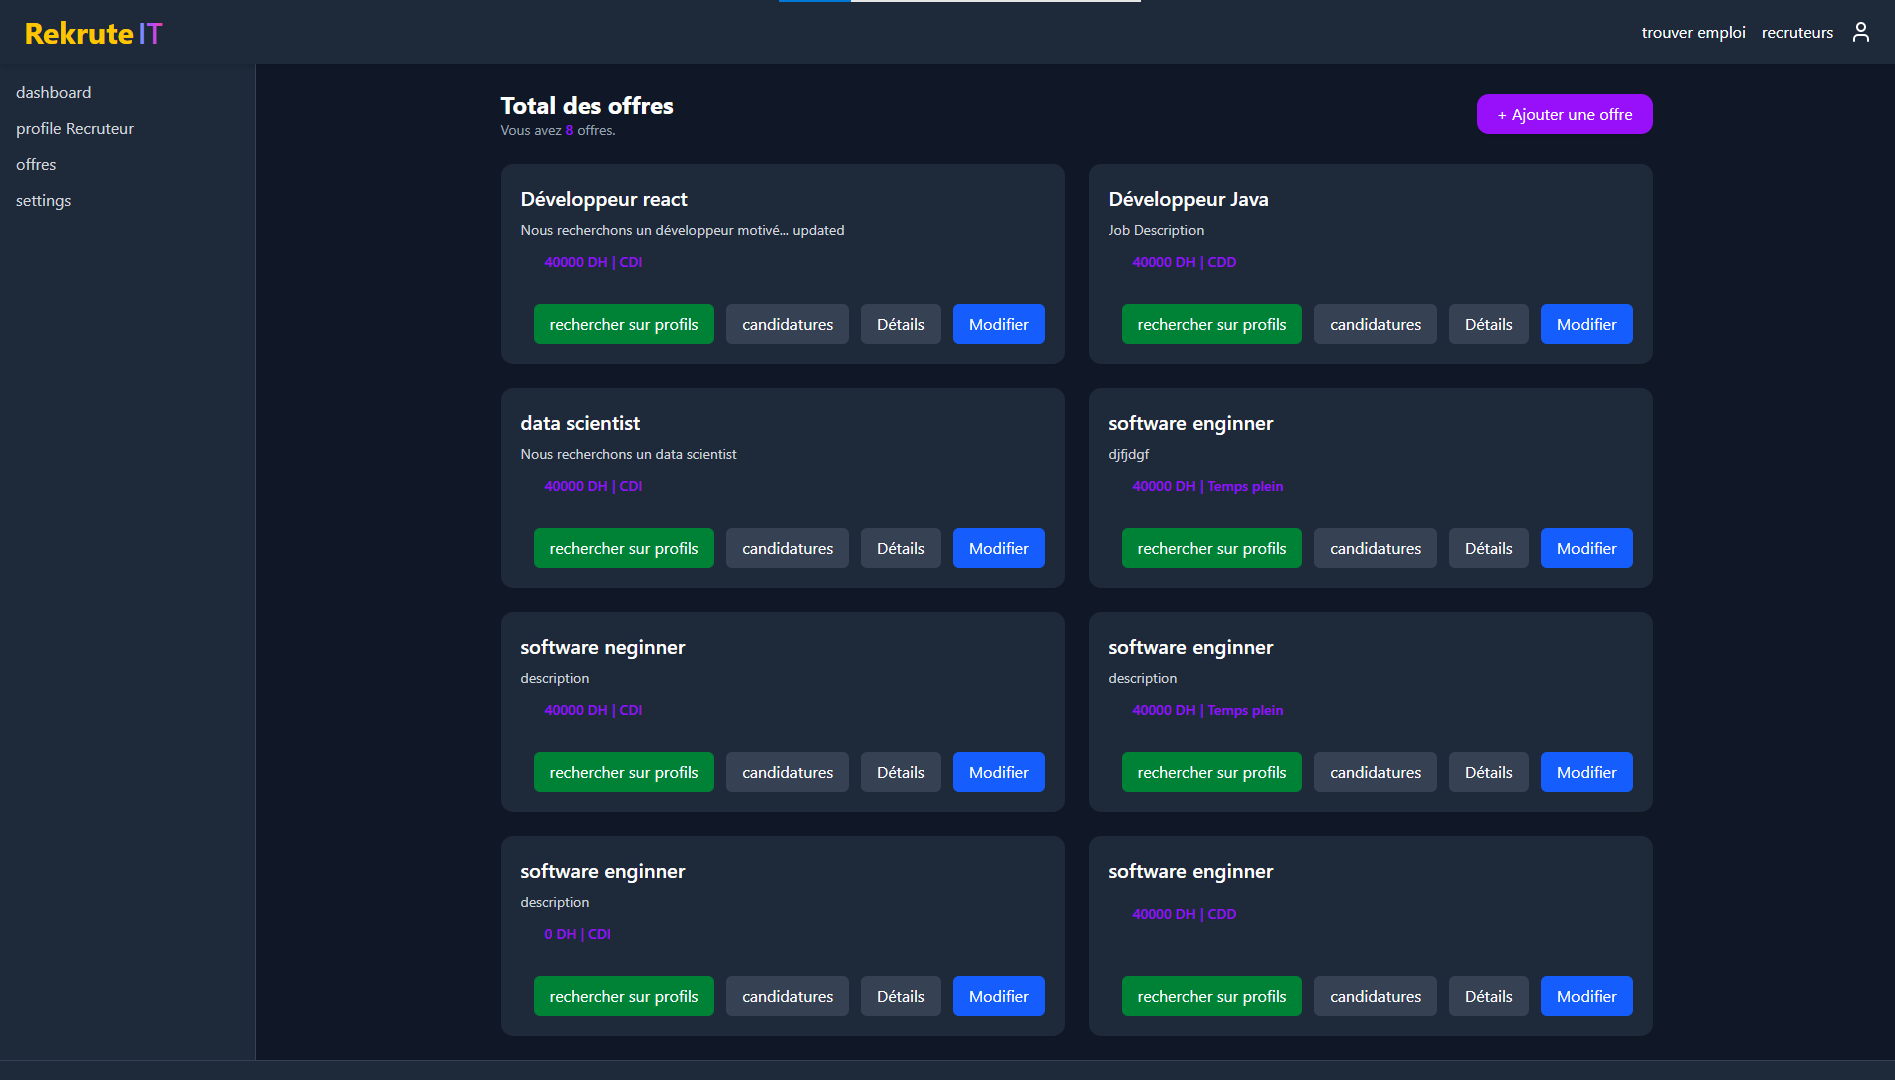 Rekrute IT
trouver emploi recruteurs
dashboard
profile Recruteur
offres
settings
Total des offres
Vous avez 8 offres.
+ Ajouter une offre
Développeur react
Nous recherchons un développeur motivé... updated
40000 DH | CDI
rechercher sur profils candidatures Détails Modifier
Développeur Java
Job Description
40000 DH | CDD
rechercher sur profils candidatures Détails Modifier
data scientist
Nous recherchons un data scientist
40000 DH | CDI
rechercher sur profils candidatures Détails Modifier
software enginner
djfjdgf
40000 DH | Temps plein
rechercher sur profils candidatures Détails Modifier
software neginner
description
40000 DH | CDI
rechercher sur profils candidatures Détails Modifier
software enginner
description
40000 DH | Temps plein
rechercher sur profils candidatures Détails Modifier
software enginner
description
0 DH | CDI
rechercher sur profils candidatures Détails Modifier
software enginner
40000 DH | CDD
rechercher sur profils candidatures Détails Modifier